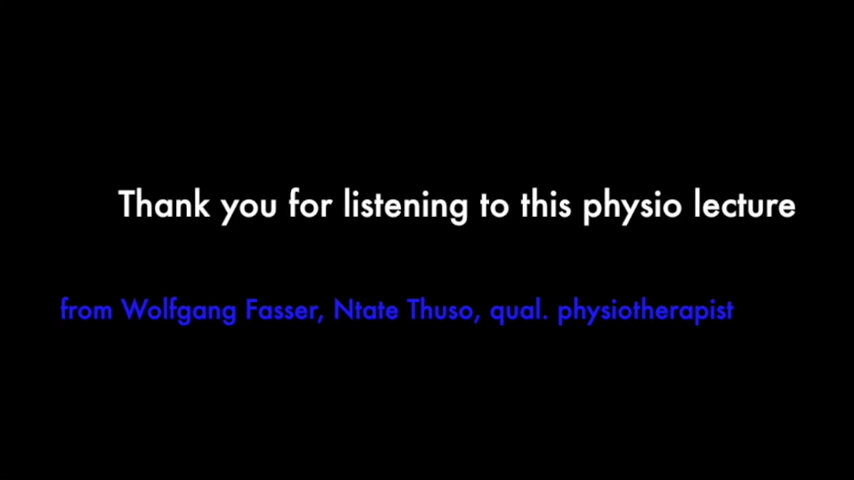 Thank you for listening to this physio lecture
from Wolfgang Fasser, Ntate Thuso, qual. physiotherapist